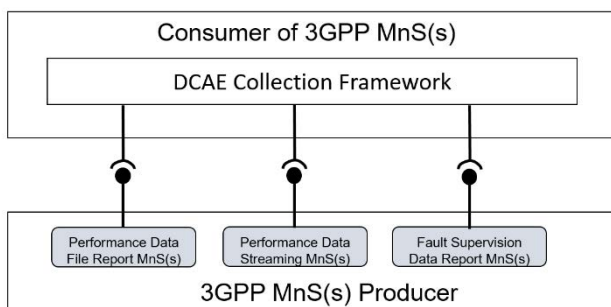 Consumer of 3GPP MnS(s)
DCAE Collection Framework
Performance Data
File Report MnS(s)
Performance Data
Streaming MnS(s)
Fault Supervision
Data Report MnS(s)
3GPP MnS(s) Producer